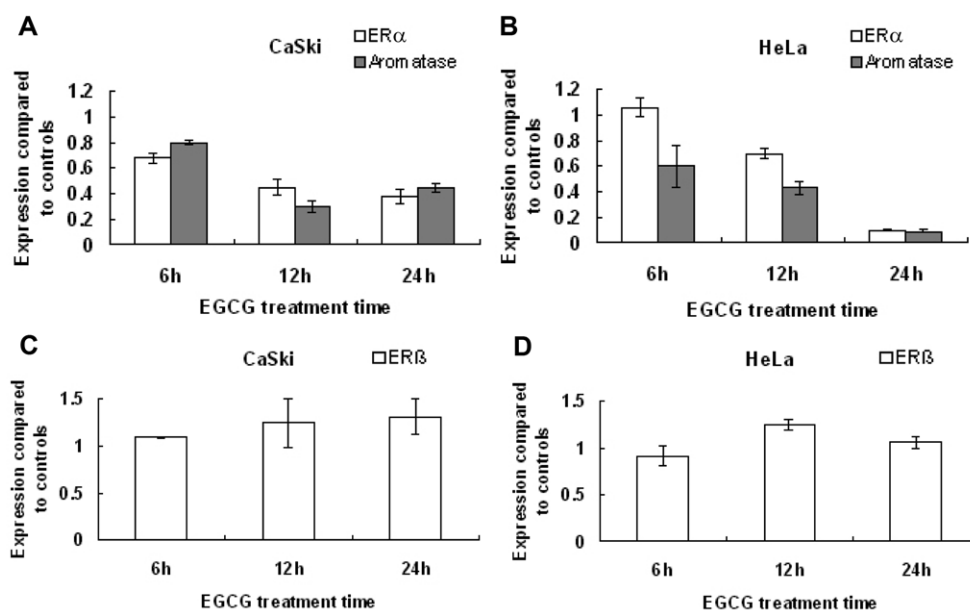 A
CaSki
ERα
Aromatase
Expression compared
to controls
1.2
1
0.8
0.6
0.4
0.2
0
6h 12h 24h
EGCG treatment time
B
HeLa
ERα
Aromatase
Expression compared
to controls
1.2
1
0.8
0.6
0.4
0.2
0
6h 12h 24h
EGCG treatment time
C
CaSki
ERß
Expression compared
to controls
1.5
1
0.5
0
6h 12h 24h
EGCG treatment time
D
HeLa
ERß
Expression compared
to controls
1.5
1
0.5
0
6h 12h 24h
EGCG treatment time